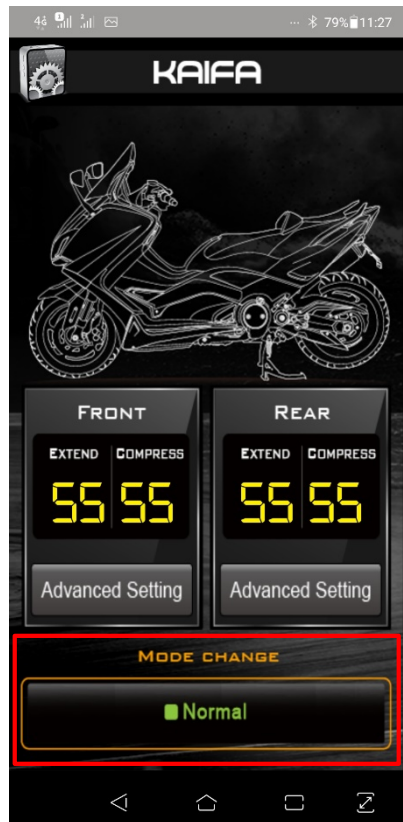 79% 11:27
KAIFA
FRONT
EXTEND COMPRESS
55 55
Advanced Setting
REAR
EXTEND COMPRESS
55 55
Advanced Setting
MODE CHANGE
Normal